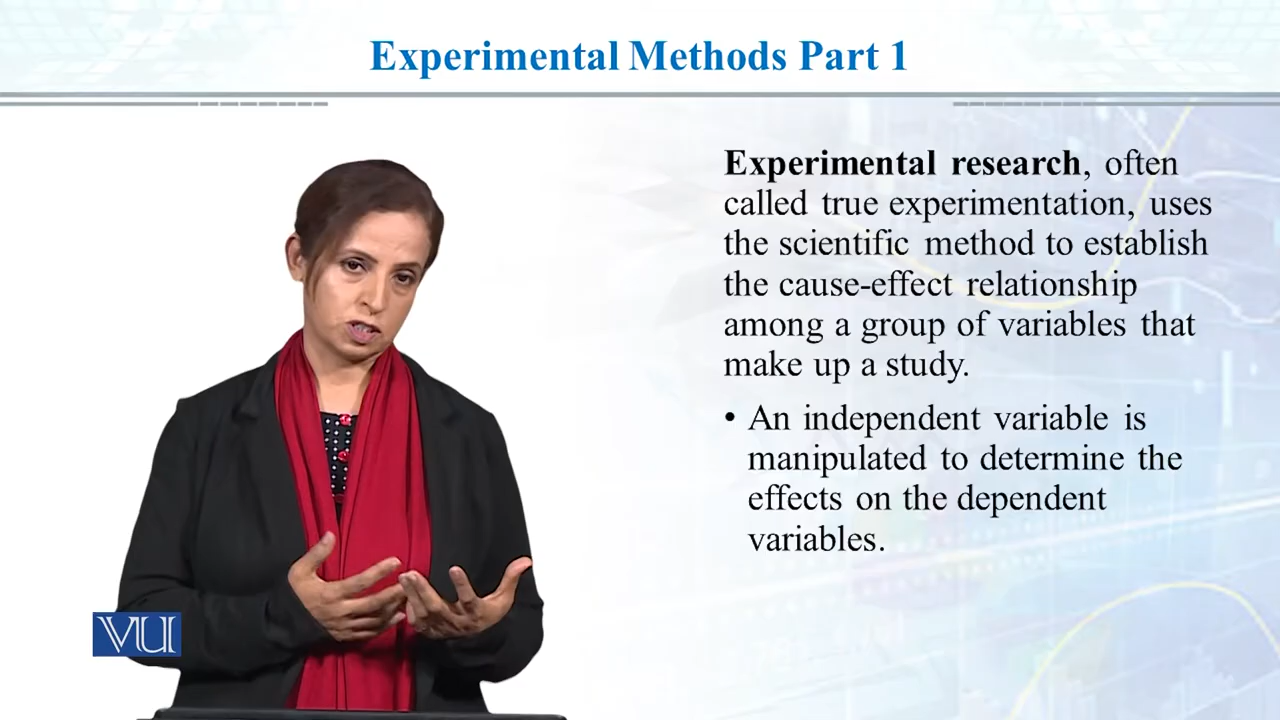 Experimental Methods Part 1
Experimental research, often
called true experimentation, uses
the scientific method to establish
the cause-effect relationship
among a group of variables that
make up a study.
• An independent variable is
manipulated to determine the
effects on the dependent
variables.
VU